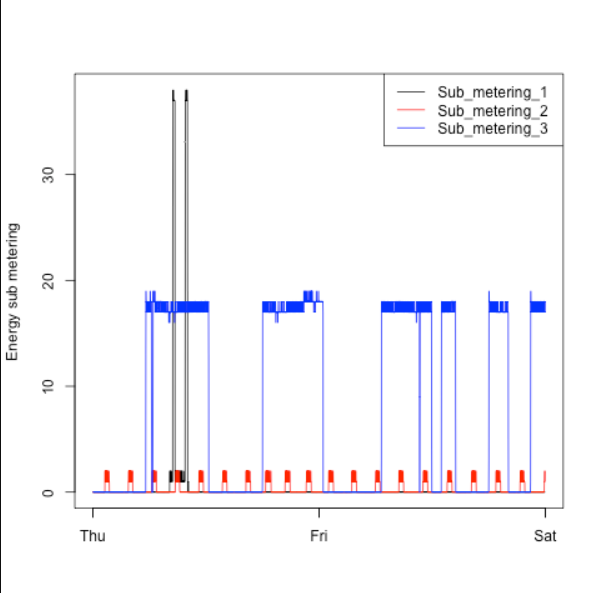 Sub_metering_1
Sub_metering_2
Sub_metering_3
Energy sub metering
30
20
10
0
Thu Fri Sat